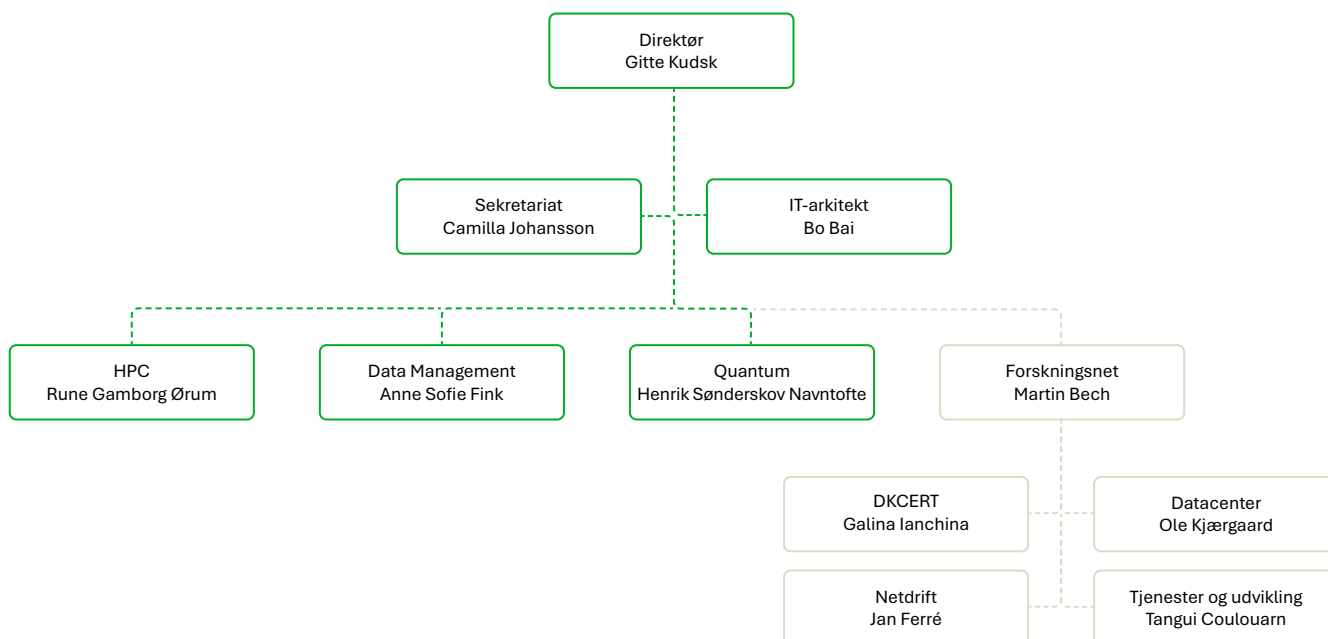 Direktør
Gitte Kudsk
Sekretariat
Camilla Johansson
IT-arkitekt
Bo Bai
HPC
Rune Gamborg Ørum
Data Management
Anne Sofie Fink
Quantum
Henrik Sønderskov Navntofte
Forskningsnet
Martin Bech
DKCERT
Galina Ianchina
Datacenter
Ole Kjærgaard
Netdrift
Jan Ferré
Tjenester og udvikling
Tangui Coulouarn